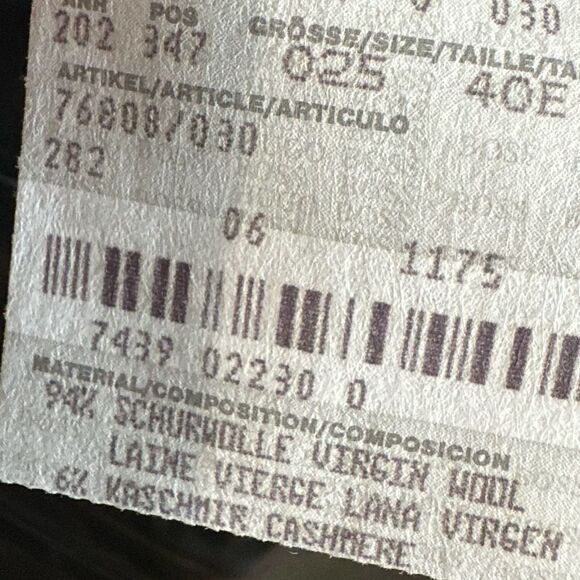 ANR POS
202 347
030
GRÖSSE/SIZE/TAILLE/TA
025 40E
ARTIKEL/ARTICLE/ARTICULO
76808/030
282
06 1175
7439 02230 0
MATERIAL/COMPOSITION/COMPOSICION
94% SCHURWOLLE VIRGIN WOOL
LAINE VIERGE LANA VIRGEN
6% KASCHMIR CASHMERE